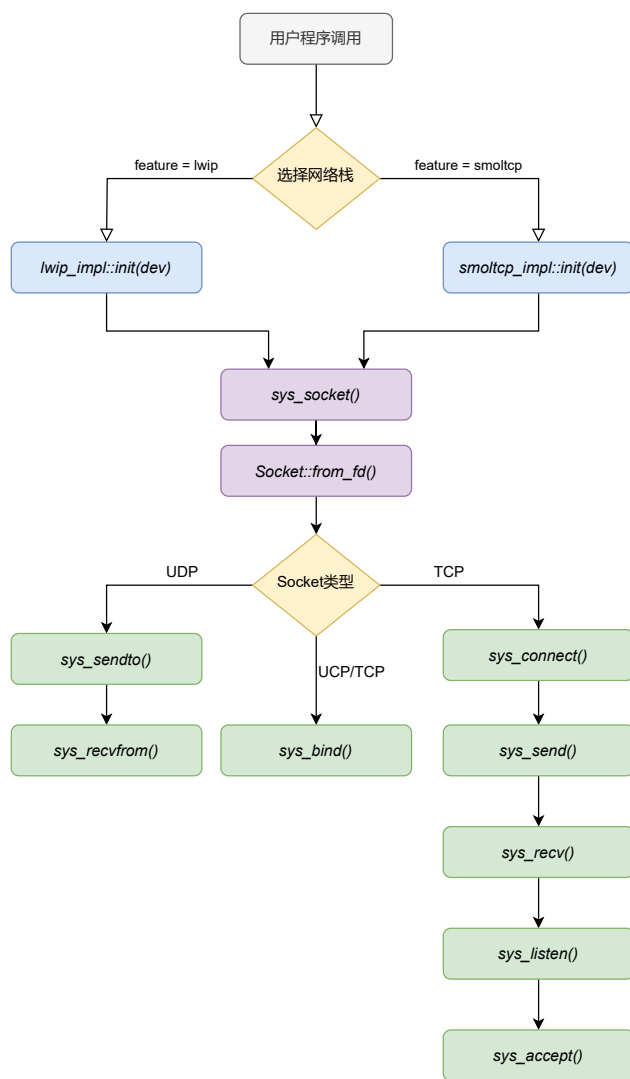 用户程序调用
选择网络栈
feature = lwip
feature = smoltcp
lwip_impl::init(dev)
smoltcp_impl::init(dev)
sys_socket()
Socket::from_fd()
Socket类型
UDP
TCP
UCP/TCP
sys_sendto()
sys_connect()
sys_recvfrom()
sys_bind()
sys_send()
sys_recv()
sys_listen()
sys_accept()